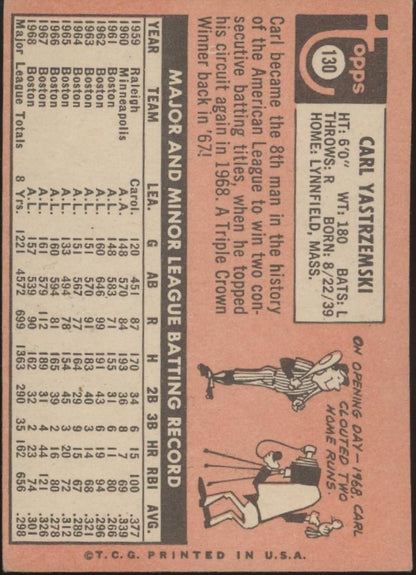 Topps
130
CARL YASTRZEMSKI
HT: 6'0" WT: 180 BATS: L
THROWS: R BORN: 8/22/39
HOME: LYNNFIELD, MASS.
Carl became the 8th man in the history
of the American League to win two con-
secutive batting titles, when he topped
his circuit again in 1968. A Triple Crown
Winner back in '67!
ON OPENING DAY—1968, CARL
CLOUTED TWO
HOME RUNS.
MAJOR AND MINOR LEAGUE BATTING RECORD
YEAR TEAM LEA. G AB R H 2B 3B HR RBI AVG.
1959 Raleigh Carol. 120 451 87 170 34 6 15 100 .377
1960 Minneapolis A.A. 148 570 84 193 36 8 7 69 .339
1961 Boston A.L. 148 583 71 155 31 6 11 80 .266
1962 Boston A.L. 160 646 99 191 43 6 19 94 .296
1963 Boston A.L. 151 570 91 183 40 3 14 68 .321
1964 Boston A.L. 151 567 77 164 29 9 15 67 .289
1965 Boston A.L. 133 494 78 154 45 3 20 72 .312
1966 Boston A.L. 160 594 81 165 39 2 16 80 .278
1967 Boston A.L. 161 579 112 189 31 4 44 121 .326
1968 Boston A.L. 157 539 90 162 32 2 23 74 .301
Major League Totals 8 Yrs. 1221 4572 699 1363 290 35 162 656 .298
©T.C.G. PRINTED IN U.S.A.